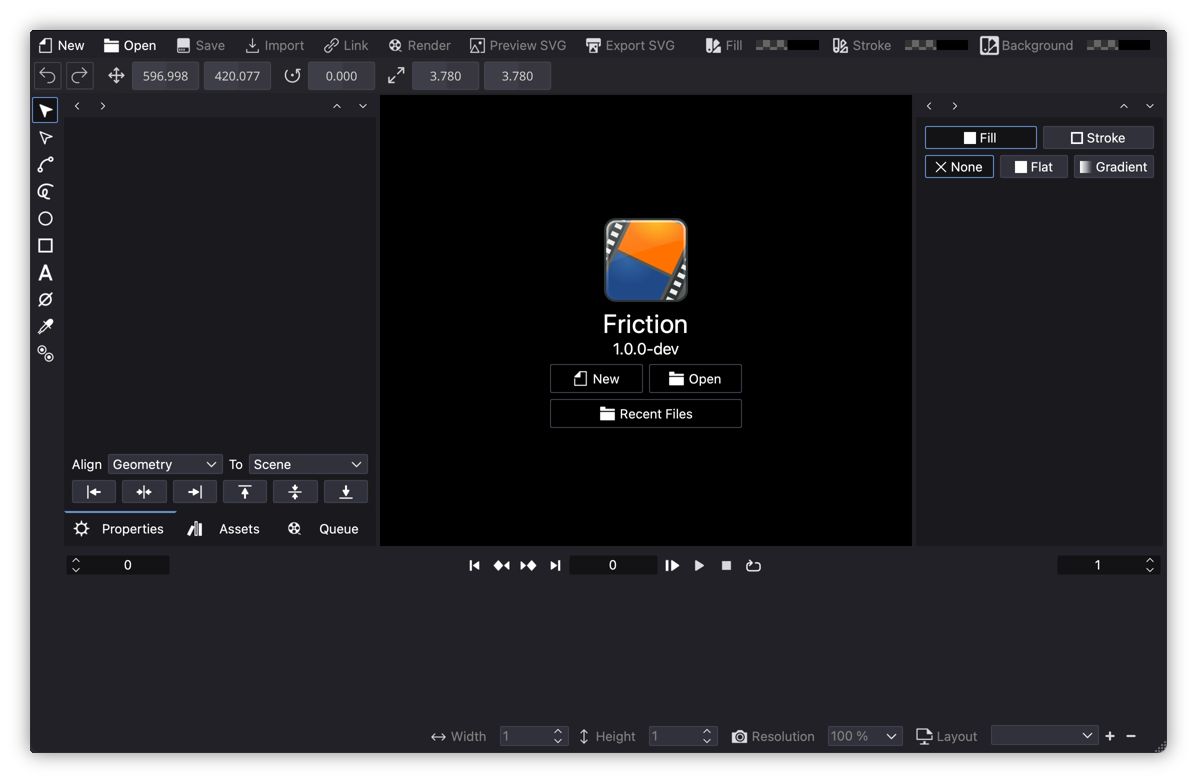 New Open Save Import Link Render Preview SVG Export SVG Fill Stroke Background
596.998 420.077 0.000 3.780 3.780
Fill Stroke
None Flat Gradient
Friction
1.0.0-dev
New Open
Recent Files
Align Geometry To Scene
Properties Assets Queue
0 0 1
Width 1 Height 1 Resolution 100 % Layout